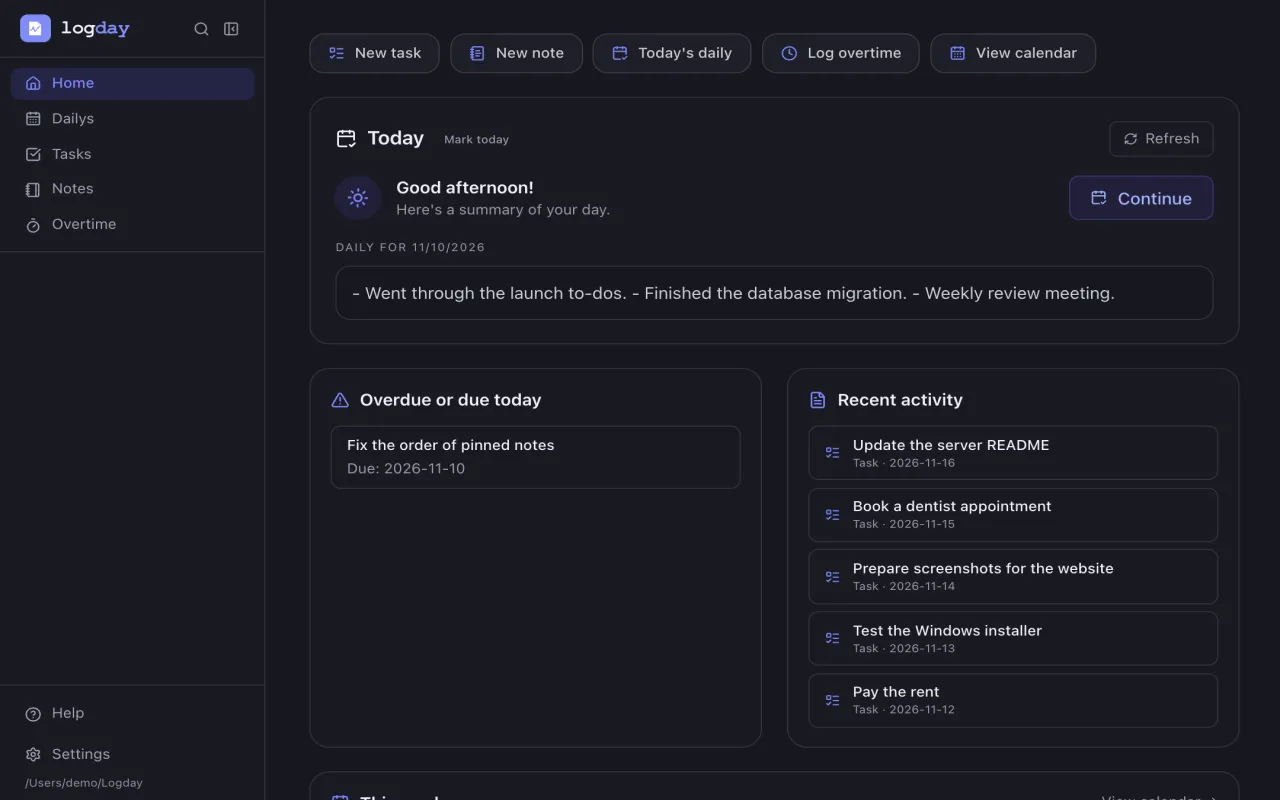 logday
Home
Dailys
Tasks
Notes
Overtime
Help
Settings
/Users/demo/Logday
New task
New note
Today's daily
Log overtime
View calendar
Today
Mark today
Refresh
Good afternoon!
Here's a summary of your day.
Continue
DAILY FOR 11/10/2026
- Went through the launch to-dos. - Finished the database migration. - Weekly review meeting.
Overdue or due today
Fix the order of pinned notes
Due: 2026-11-10
Recent activity
Update the server README
Task · 2026-11-16
Book a dentist appointment
Task · 2026-11-15
Prepare screenshots for the website
Task · 2026-11-14
Test the Windows installer
Task · 2026-11-13
Pay the rent
Task · 2026-11-12
View calendar